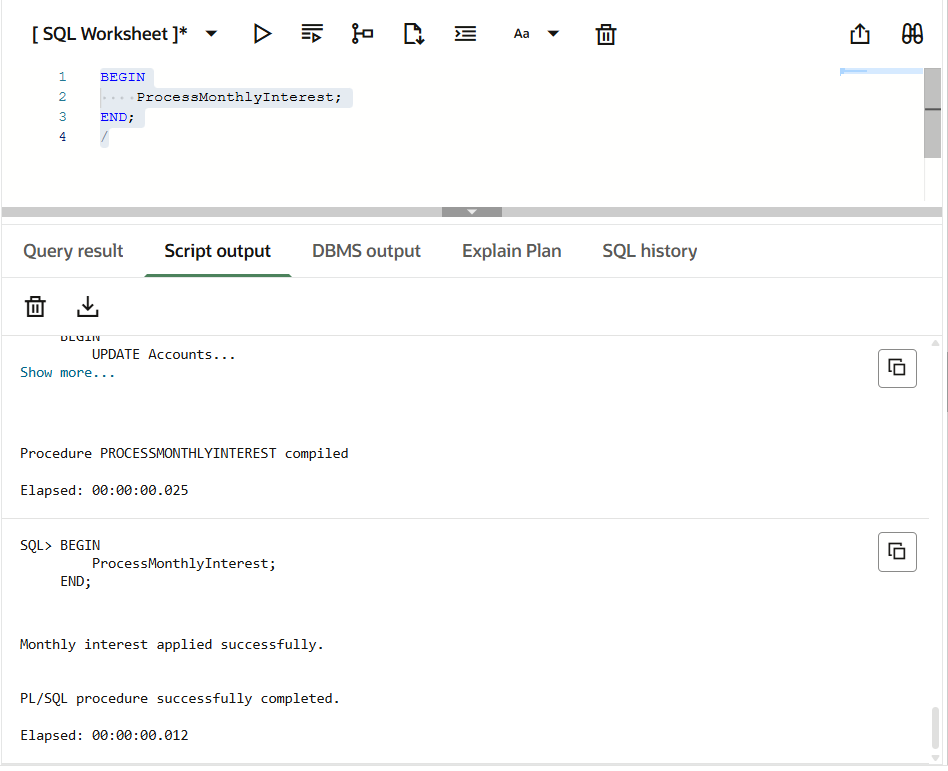 [ SQL Worksheet ]*
Aa
1 BEGIN
2 ····ProcessMonthlyInterest;
3 END;
4 /
Query result Script output DBMS output Explain Plan SQL history
BEGIN
UPDATE Accounts...
Show more...
Procedure PROCESSMONTHLYINTEREST compiled
Elapsed: 00:00:00.025
SQL> BEGIN
ProcessMonthlyInterest;
END;
Monthly interest applied successfully.
PL/SQL procedure successfully completed.
Elapsed: 00:00:00.012